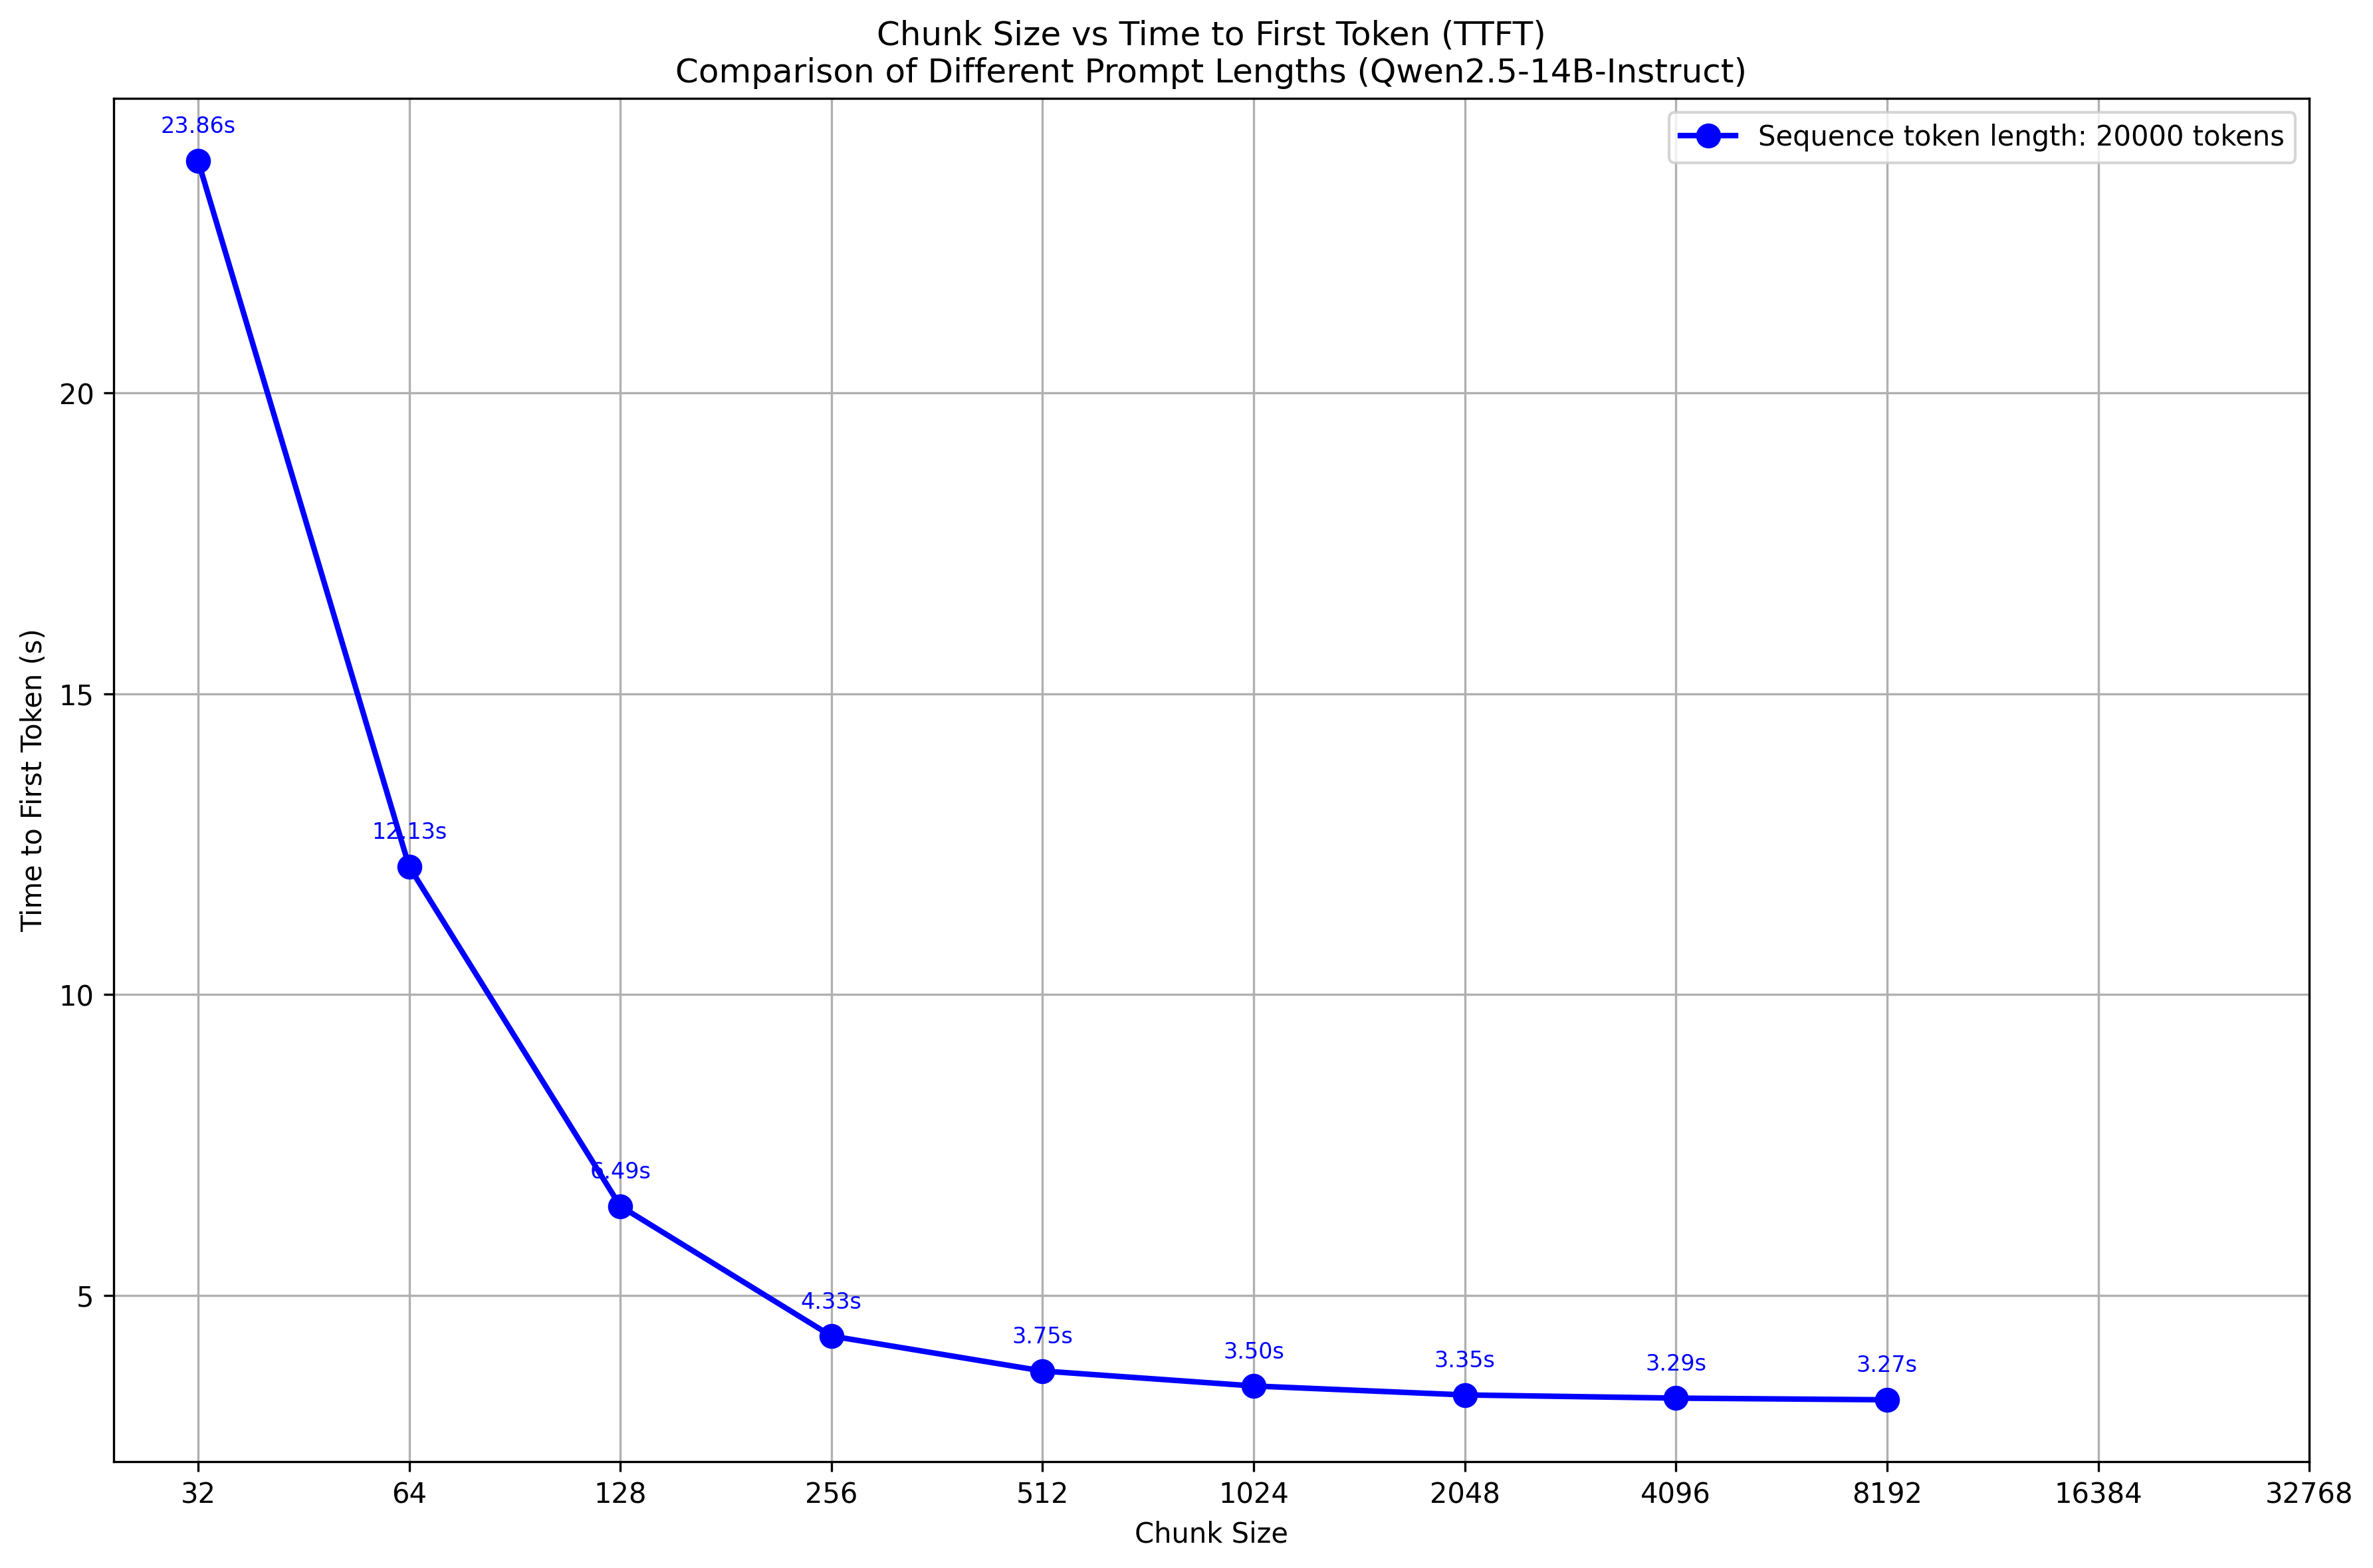 Chunk Size vs Time to First Token (TTFT)
Comparison of Different Prompt Lengths (Qwen2.5-14B-Instruct)
Sequence token length: 20000 tokens
23.86s
12.13s
6.49s
4.33s
3.75s
3.50s
3.35s
3.29s
3.27s
Time to First Token (s)
20
15
10
5
32 64 128 256 512 1024 2048 4096 8192 16384 32768
Chunk Size